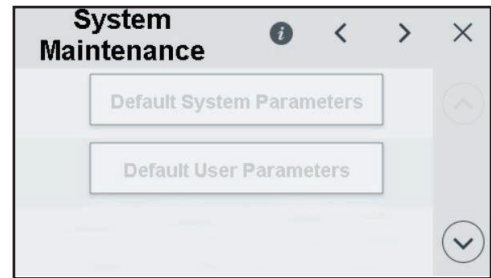 System
Maintenance
i
Default System Parameters
Default User Parameters